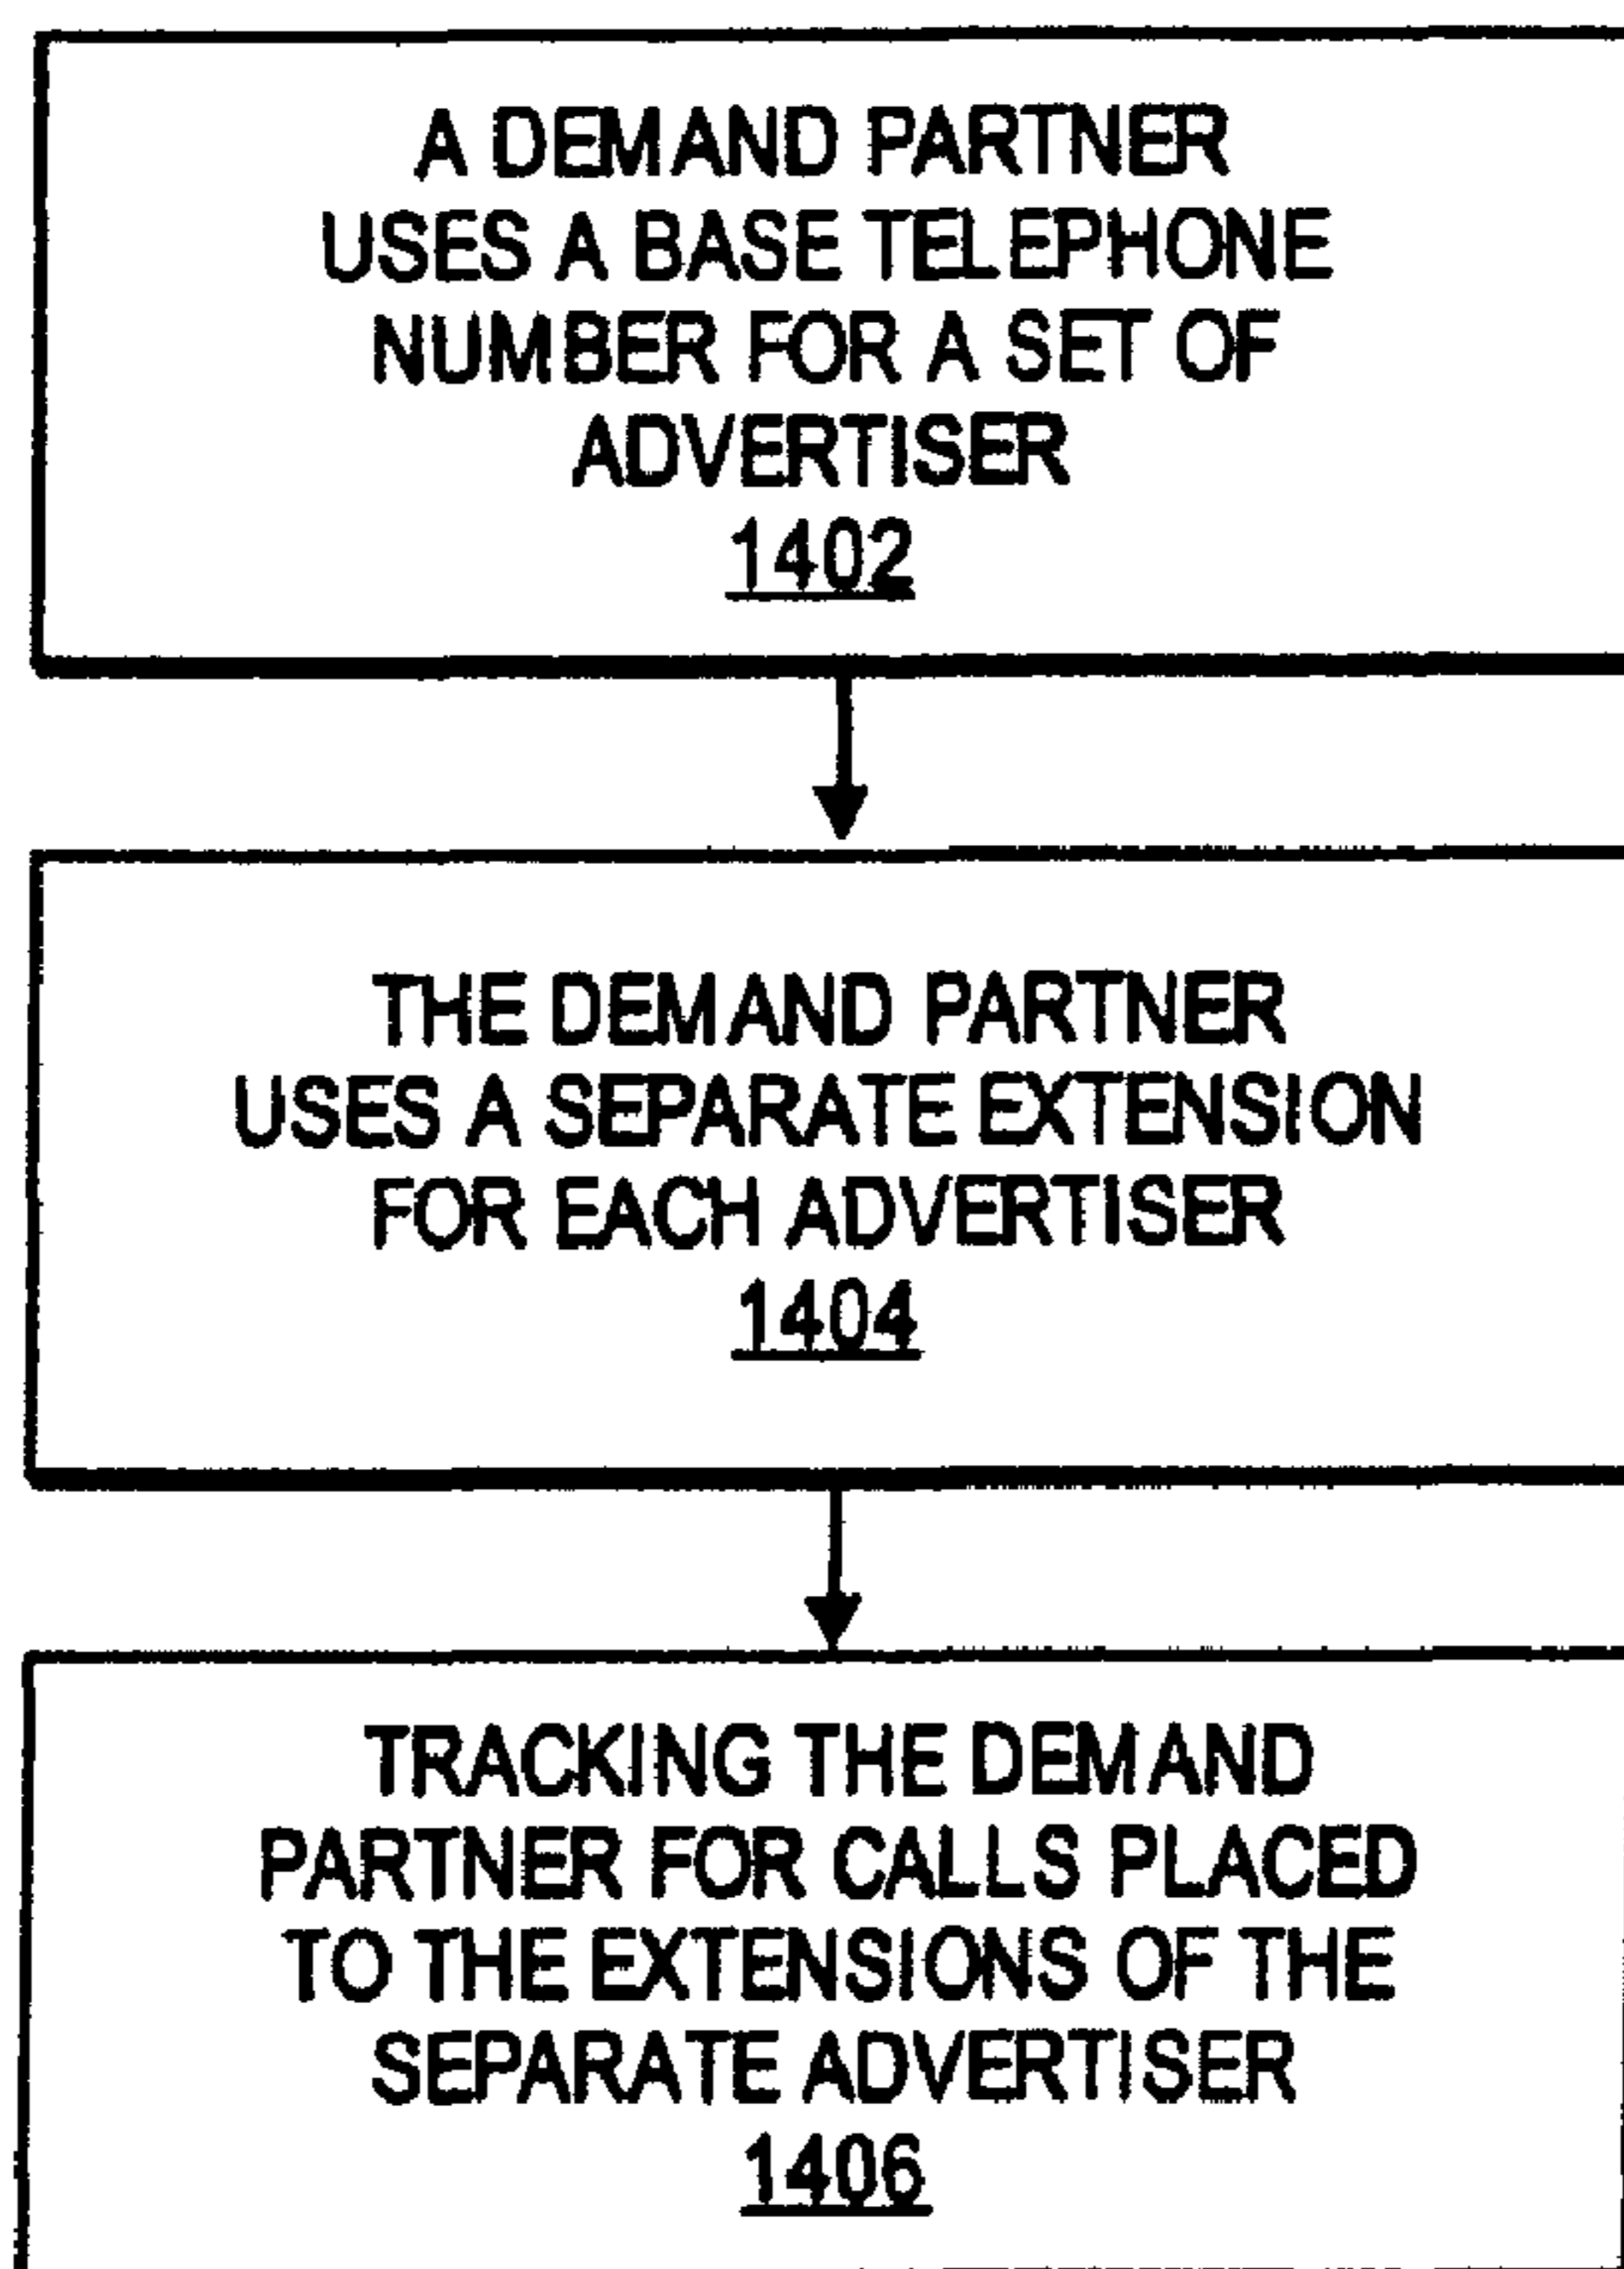 A DEMAND PARTNER
USES A BASE TELEPHONE
NUMBER FOR A SET OF
ADVERTISER
1402
THE DEMAND PARTNER
USES A SEPARATE EXTENSION
FOR EACH ADVERTISER
1404
TRACKING THE DEMAND
PARTNER FOR CALLS PLACED
TO THE EXTENSIONS OF THE
SEPARATE ADVERTISER
1406